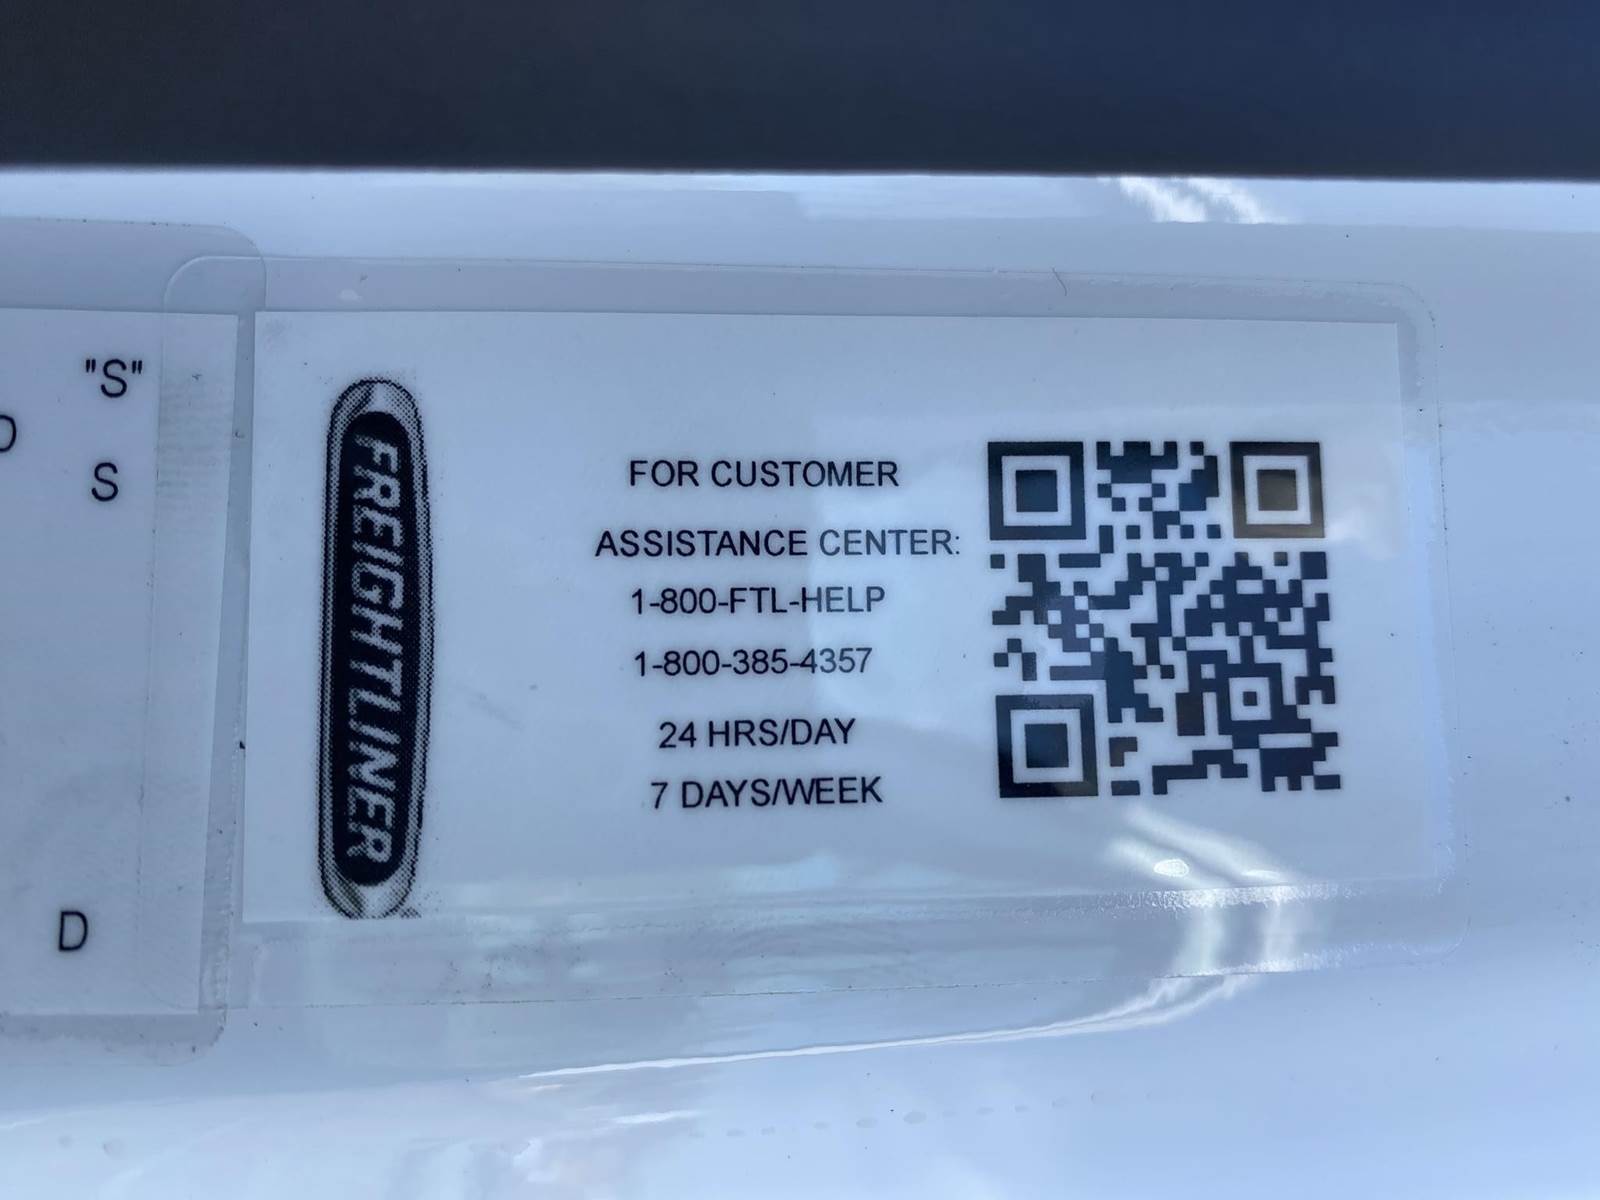 "S"
S
D
FREIGHTLINER
FOR CUSTOMER
ASSISTANCE CENTER:
1-800-FTL-HELP
1-800-385-4357
24 HRS/DAY
7 DAYS/WEEK